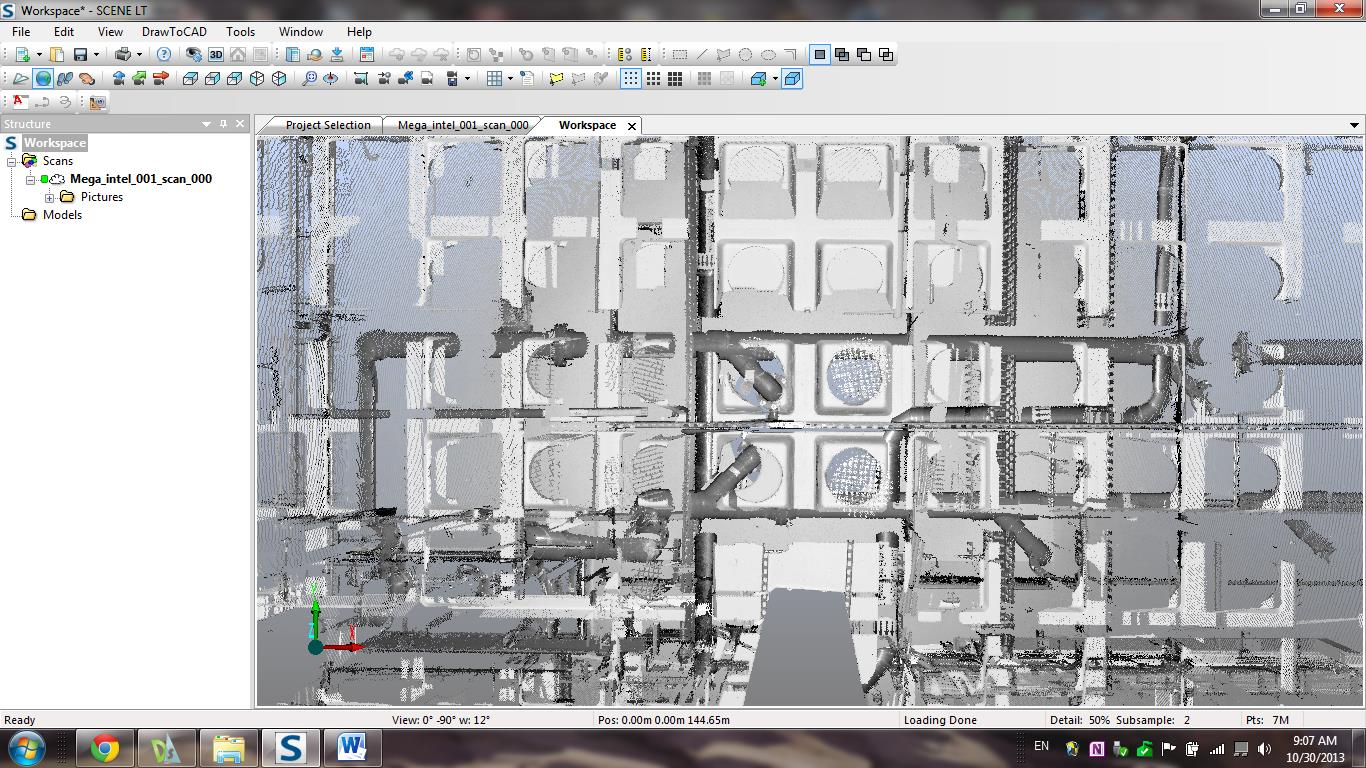 Workspace* - SCENE LT
File Edit View DrawToCAD Tools Window Help
3D
A
Structure
Project Selection Mega_intel_001_scan_000 Workspace
S Workspace
Scans
Mega_intel_001_scan_000
Pictures
Models
Y
Z
X
Ready View: 0° -90° w: 12° Pos: 0.00m 0.00m 144.65m Loading Done Detail: 50% Subsample: 2 Pts: 7M
S W EN N 9:07 AM
10/30/2013